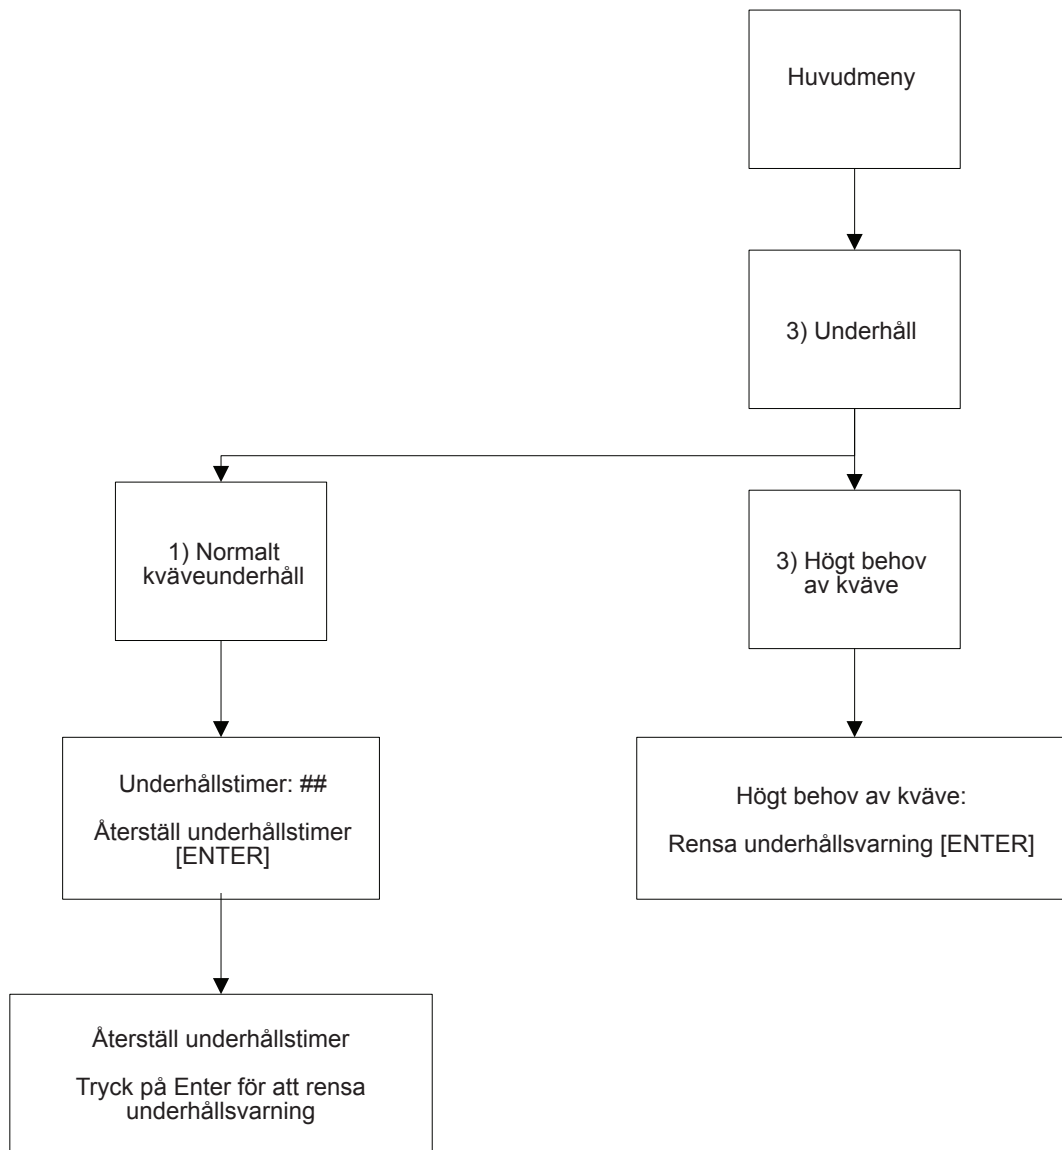 Huvudmeny
3) Underhåll
1) Normalt
kväveunderhåll
3) Högt behov
av kväve
Underhållstimer: ##
Återställ underhållstimer
[ENTER]
Högt behov av kväve:
Rensa underhållsvarning [ENTER]
Återställ underhållstimer
Tryck på Enter för att rensa
underhållsvarning